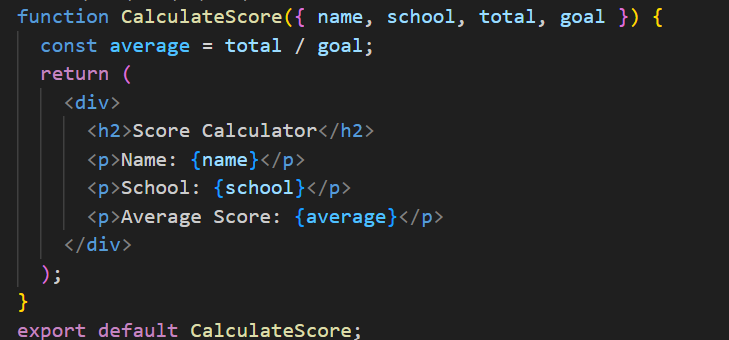 function CalculateScore({ name, school, total, goal }) {
  const average = total / goal;
  return (
    <div>
      <h2>Score Calculator</h2>
      <p>Name: {name}</p>
      <p>School: {school}</p>
      <p>Average Score: {average}</p>
    </div>
  );
}
export default CalculateScore;